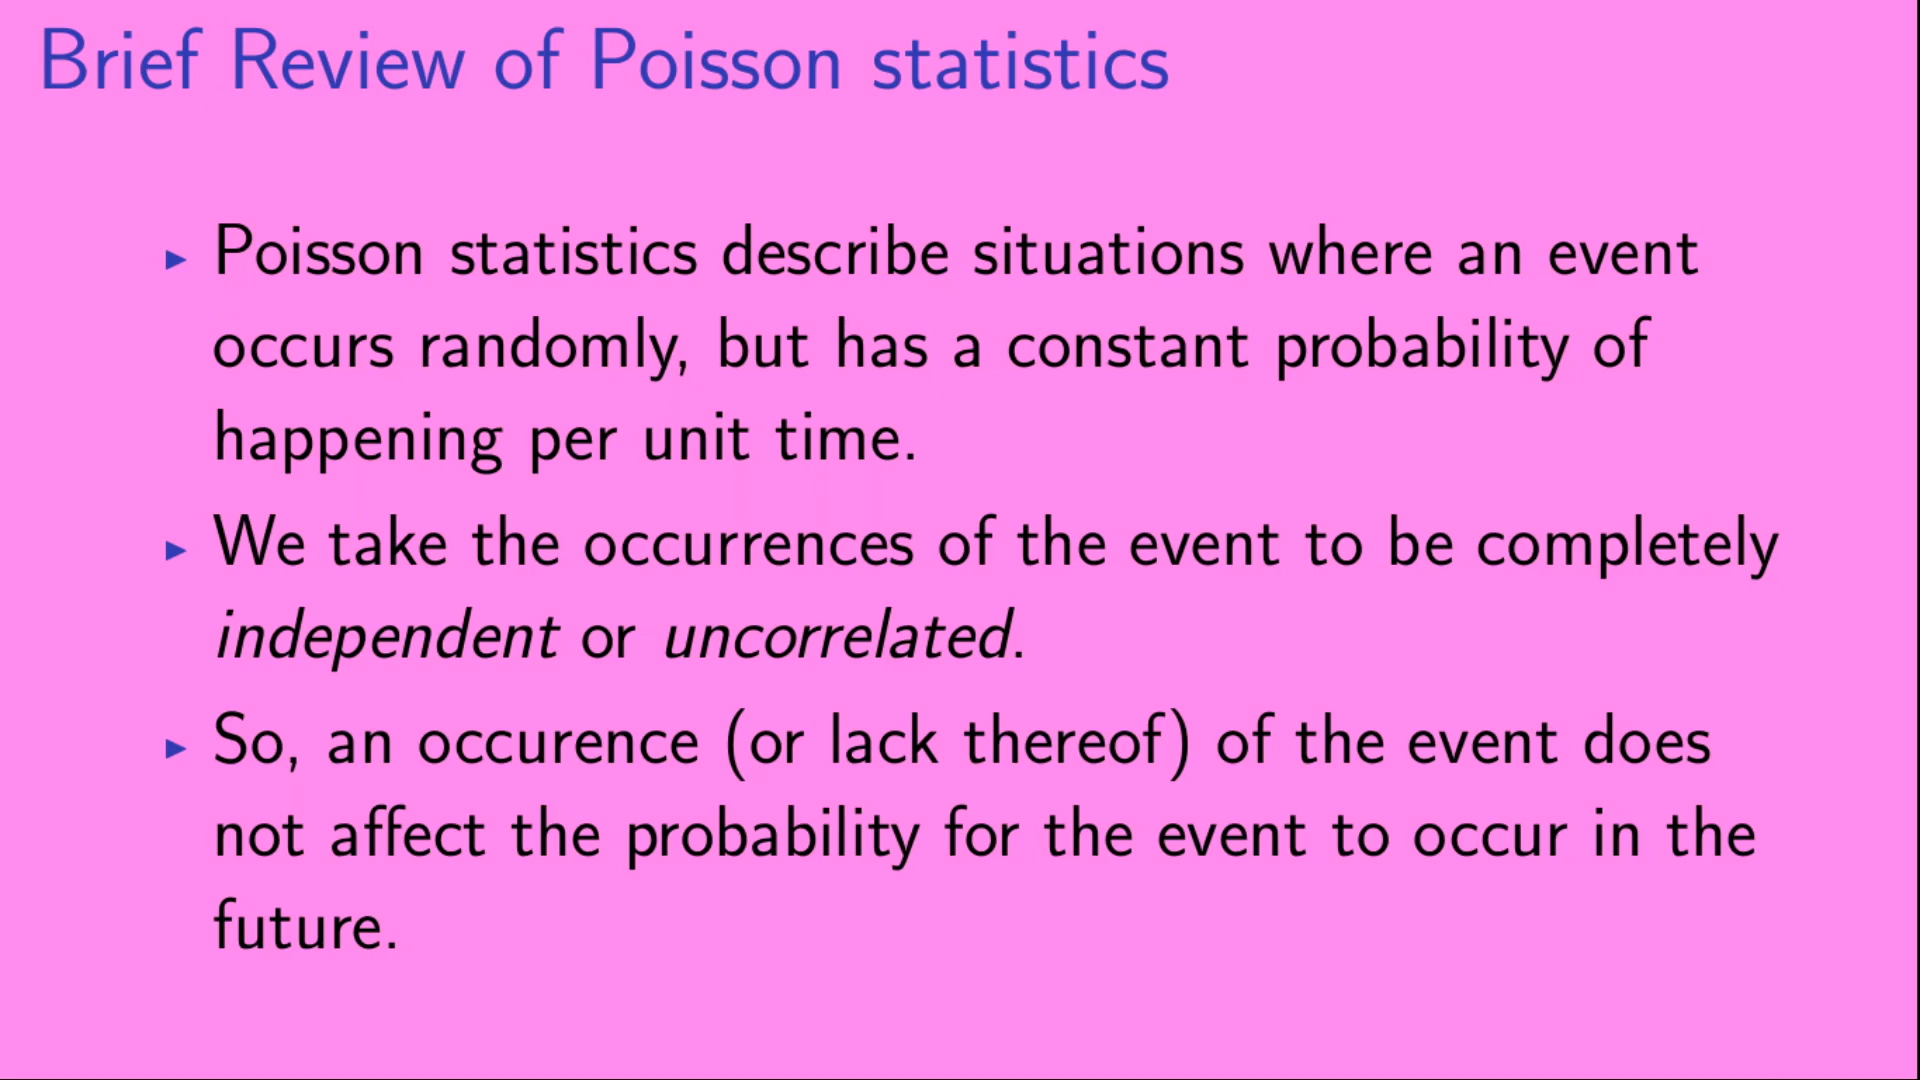 Brief Review of Poisson statistics
▸ Poisson statistics describe situations where an event
occurs randomly, but has a constant probability of
happening per unit time.
▸ We take the occurrences of the event to be completely
independent or uncorrelated.
▸ So, an occurence (or lack thereof) of the event does
not affect the probability for the event to occur in the
future.